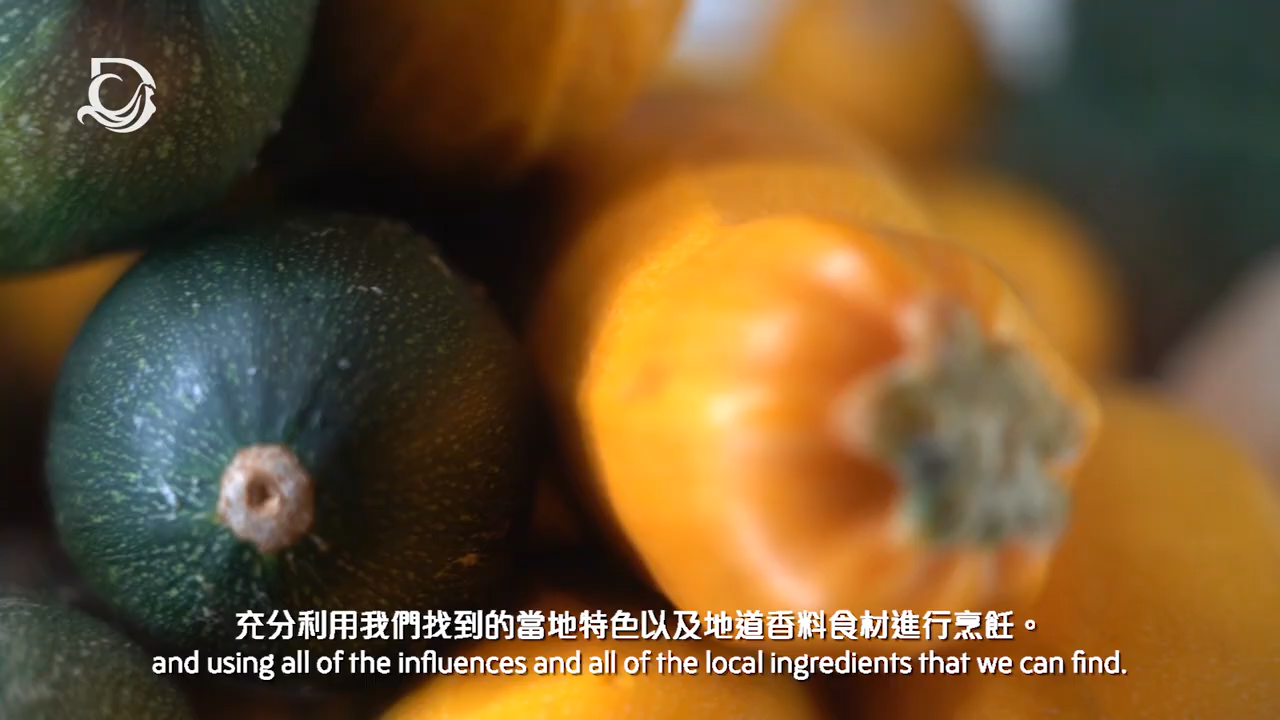 充分利用我們找到的當地特色以及地道香料食材進行烹飪。
and using all of the influences and all of the local ingredients that we can find.